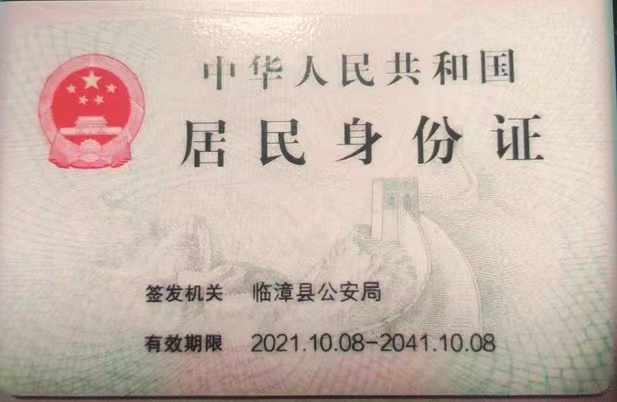 中华人民共和国
居民身份证
签发机关 临漳县公安局
有效期限 2021.10.08-2041.10.08